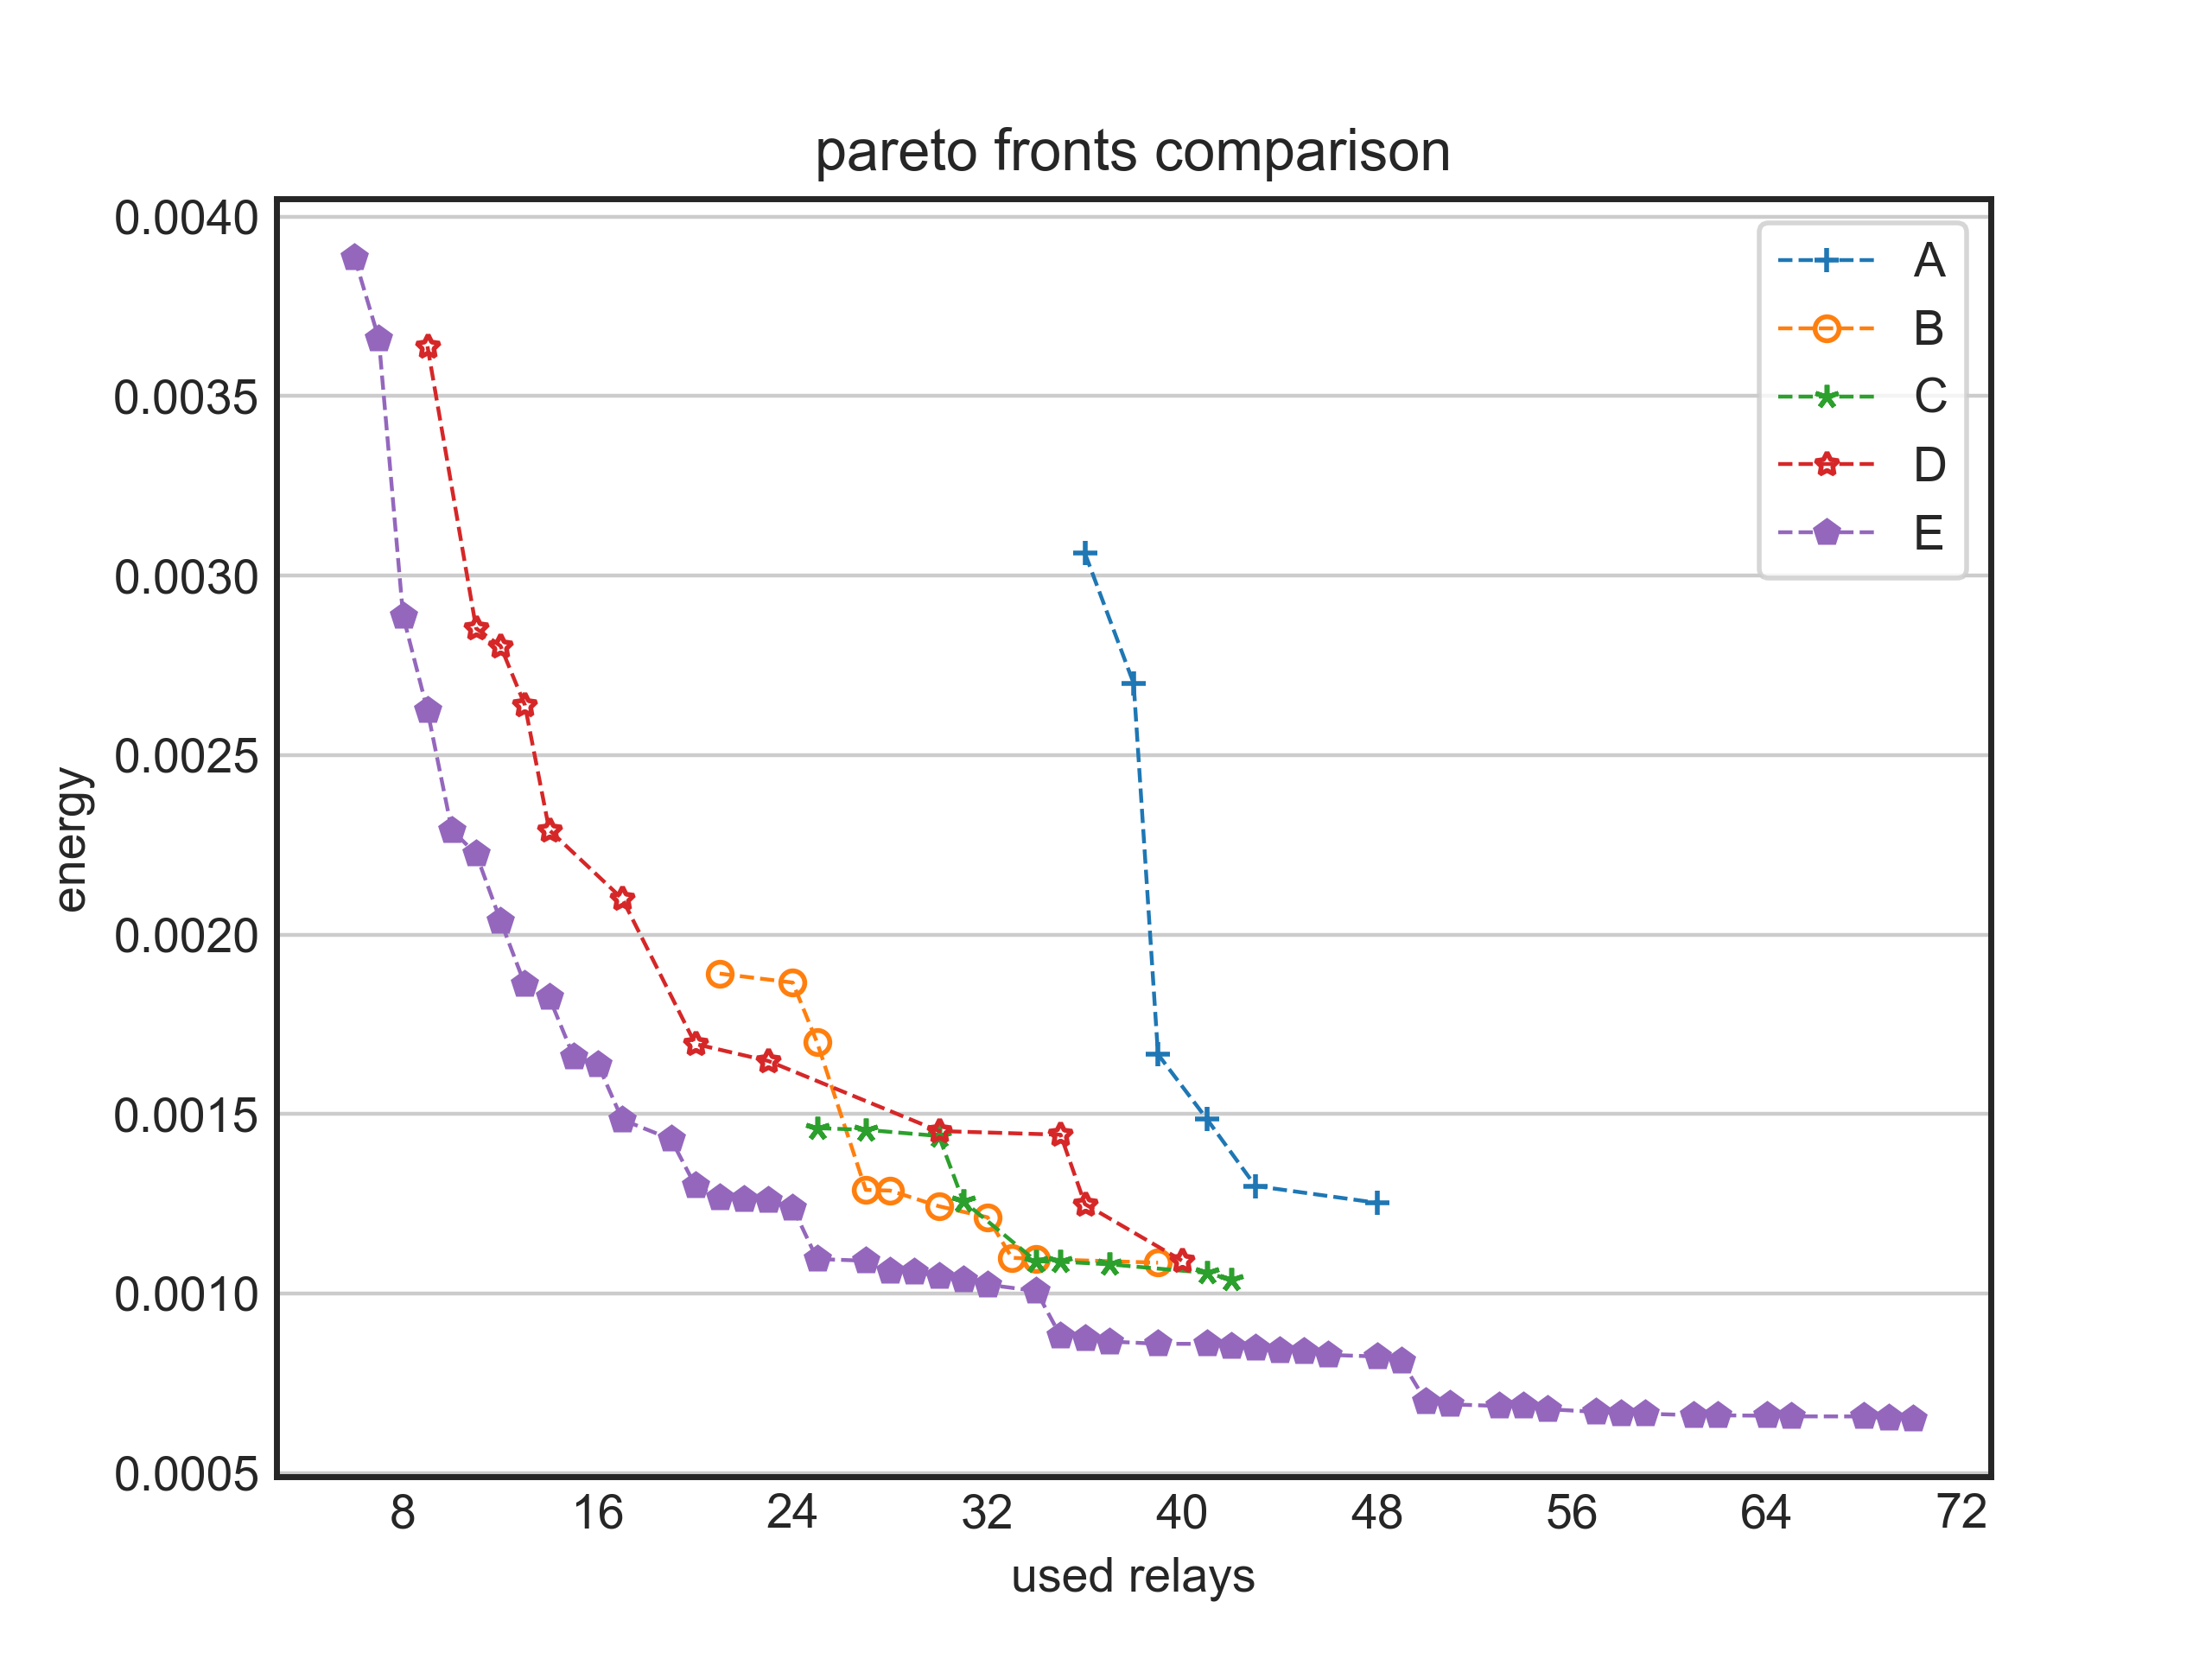 pareto fronts comparison
0.0040
0.0035
0.0030
0.0025
0.0020
0.0015
0.0010
0.0005
energy
A
B
C
D
E
8 16 24 32 40 48 56 64 72
used relays